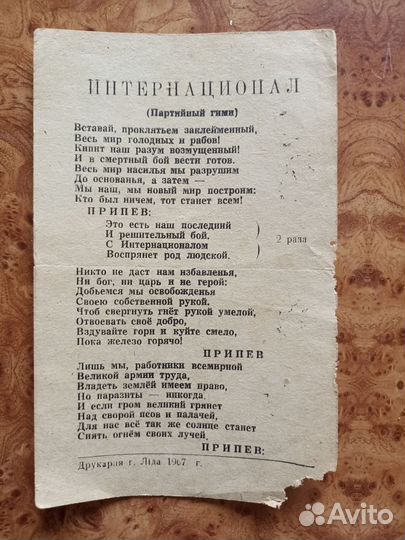 ИНТЕРНАЦИОНАЛ
(Партийный гимн)
Вставай, проклятьем заклеймённый,
Весь мир голодных и рабов!
Кипит наш разум возмущённый!
И в смертный бой вести готов.
Весь мир насилья мы разрушим
До основанья, а затем —
Мы наш, мы новый мир построим:
Кто был ничем, тот станет всем!
ПРИПЕВ:
Это есть наш последний
И решительный бой.
С Интернационалом
Воспрянет род людской.
2 раза
Никто не даст нам избавленья,
Ни бог, ни царь и не герой:
Добьёмся мы освобожденья
Своею собственной рукой.
Чтоб свергнуть гнёт рукой умелой,
Отвоевать своё добро,
Вздувайте горн и куйте смело,
Пока железо горячо!
ПРИПЕВ
Лишь мы, работники всемирной
Великой армии труда,
Владеть землёй имеем право,
Но паразиты — никогда.
И если гром великий грянет
Над сворой псов и палачей,
Для нас всё так же солнце станет
Сиять огнём своих лучей.
ПРИПЕВ:
Друкарня г. Ліда 1967 г.
Avito